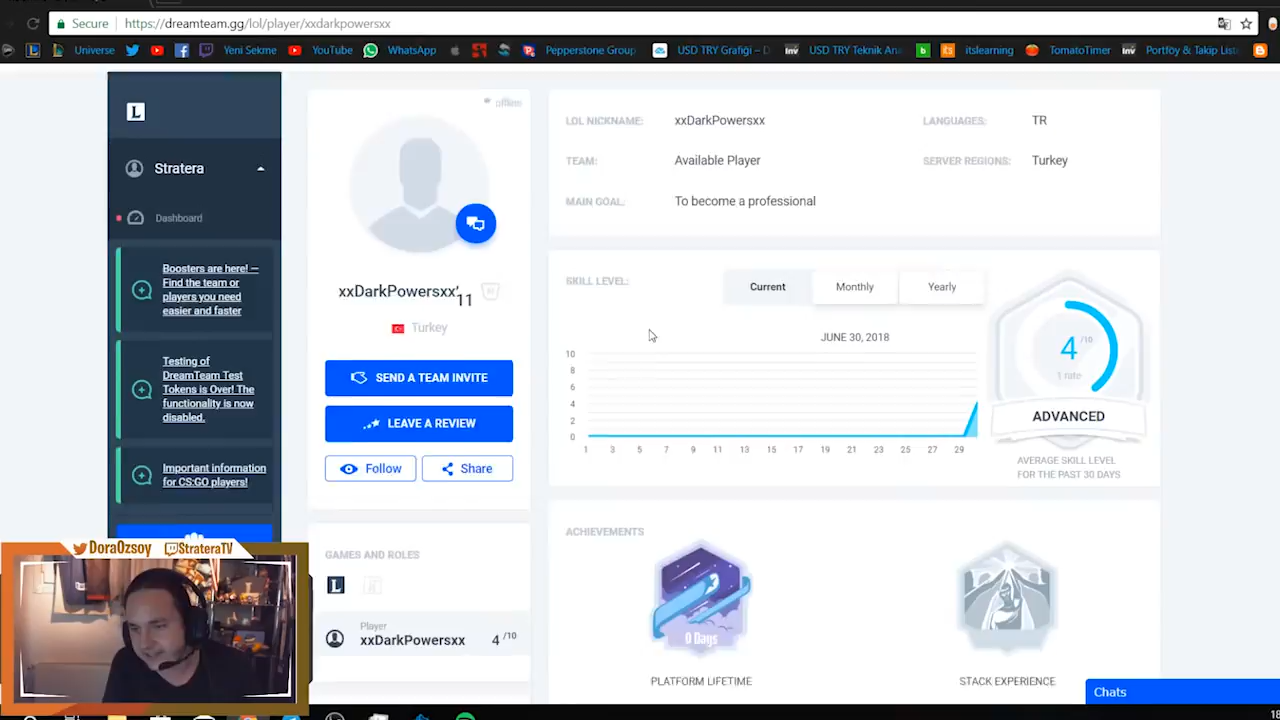 Secure https://dreamteam.gg/lol/player/xxdarkpowersxx
Universe Yeni Sekme YouTube WhatsApp Pepperstone Group USD TRY Grafiği – D USD TRY Teknik Ana itslearning TomatoTimer Portföy & Takip List
L
Stratera
Dashboard
Boosters are here! –
Find the team or
players you need
easier and faster
Testing of
DreamTeam Test
Tokens is Over! The
functionality is now
disabled.
Important information
for CS:GO players!
offline
xxDarkPowersxx', 11
Turkey
SEND A TEAM INVITE
LEAVE A REVIEW
Follow Share
GAMES AND ROLES
L
Player
xxDarkPowersxx 4 /10
LOL NICKNAME: xxDarkPowersxx LANGUAGES: TR
TEAM: Available Player SERVER REGIONS: Turkey
MAIN GOAL: To become a professional
SKILL LEVEL: Current Monthly Yearly
JUNE 30, 2018
10
8
6
4
2
0
1 3 5 7 9 11 13 15 17 19 21 23 25 27 29
4 /10
1 rate
ADVANCED
AVERAGE SKILL LEVEL
FOR THE PAST 30 DAYS
ACHIEVEMENTS
0 Days
PLATFORM LIFETIME STACK EXPERIENCE
Chats
DoraOzsoy StrateraTV
18